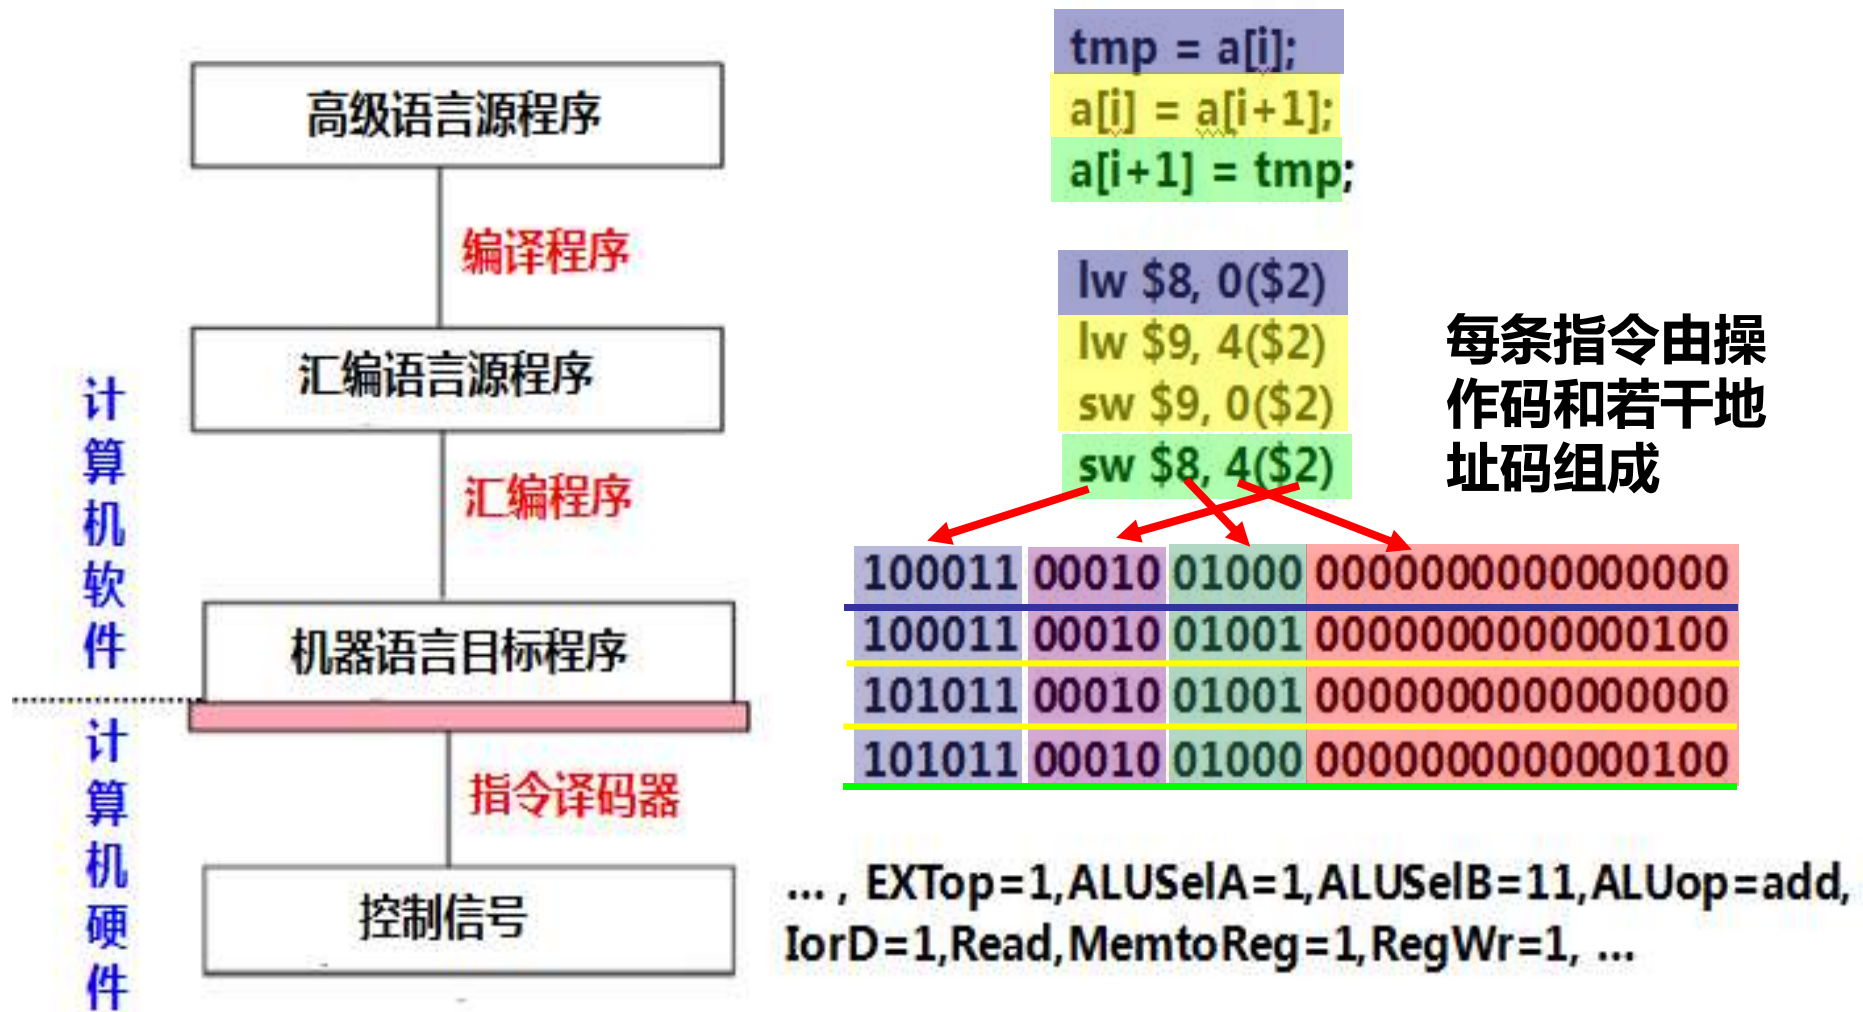 高级语言源程序
编译程序
汇编语言源程序
汇编程序
机器语言目标程序
指令译码器
控制信号
计算机软件
计算机硬件
tmp = a[i];
a[i] = a[i+1];
a[i+1] = tmp;
lw $8, 0($2)
lw $9, 4($2)
sw $9, 0($2)
sw $8, 4($2)
每条指令由操
作码和若干地
址码组成
100011 00010 01000 0000000000000000
100011 00010 01001 0000000000000100
101011 00010 01001 0000000000000000
101011 00010 01000 0000000000000100
... , EXTop=1,ALUSelA=1,ALUSelB=11,ALUop=add,
IorD=1,Read,MemtoReg=1,RegWr=1, ...